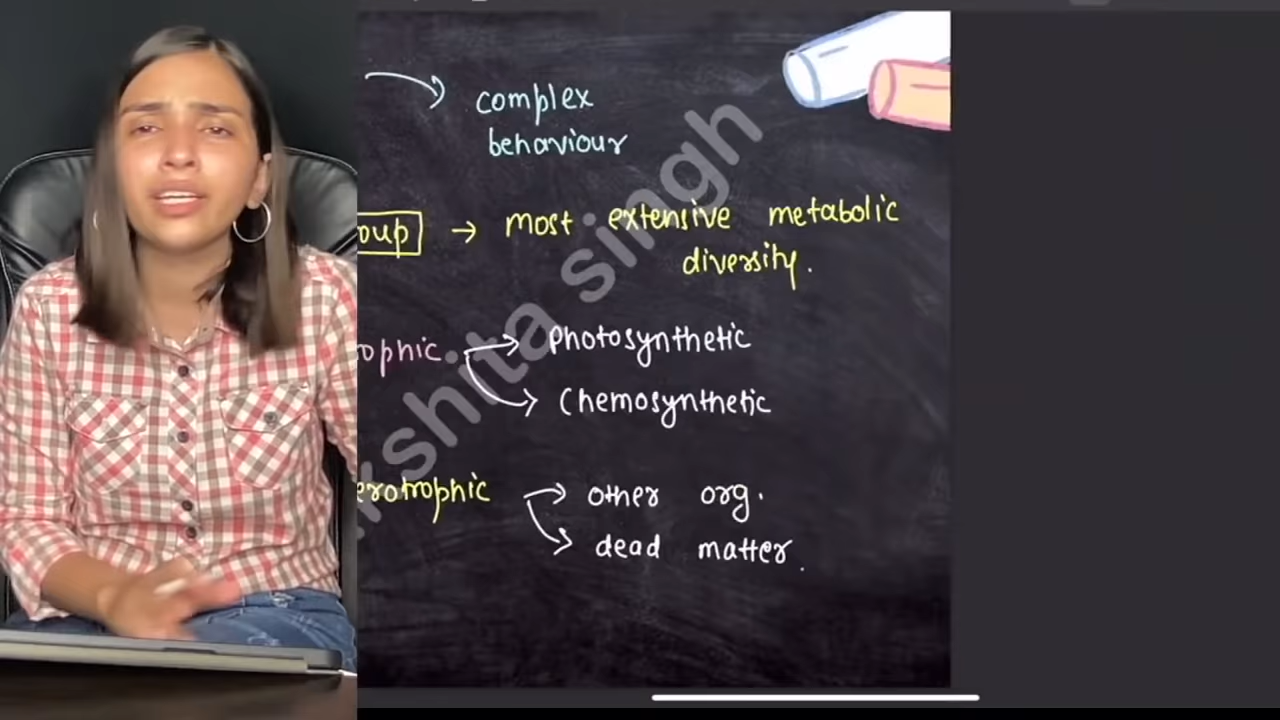 complex
behaviour
oup → most extensive metabolic
diversity.
ophic → Photosynthetic
→ Chemosynthetic
erotrophic → other org.
→ dead matter.
kshita singh